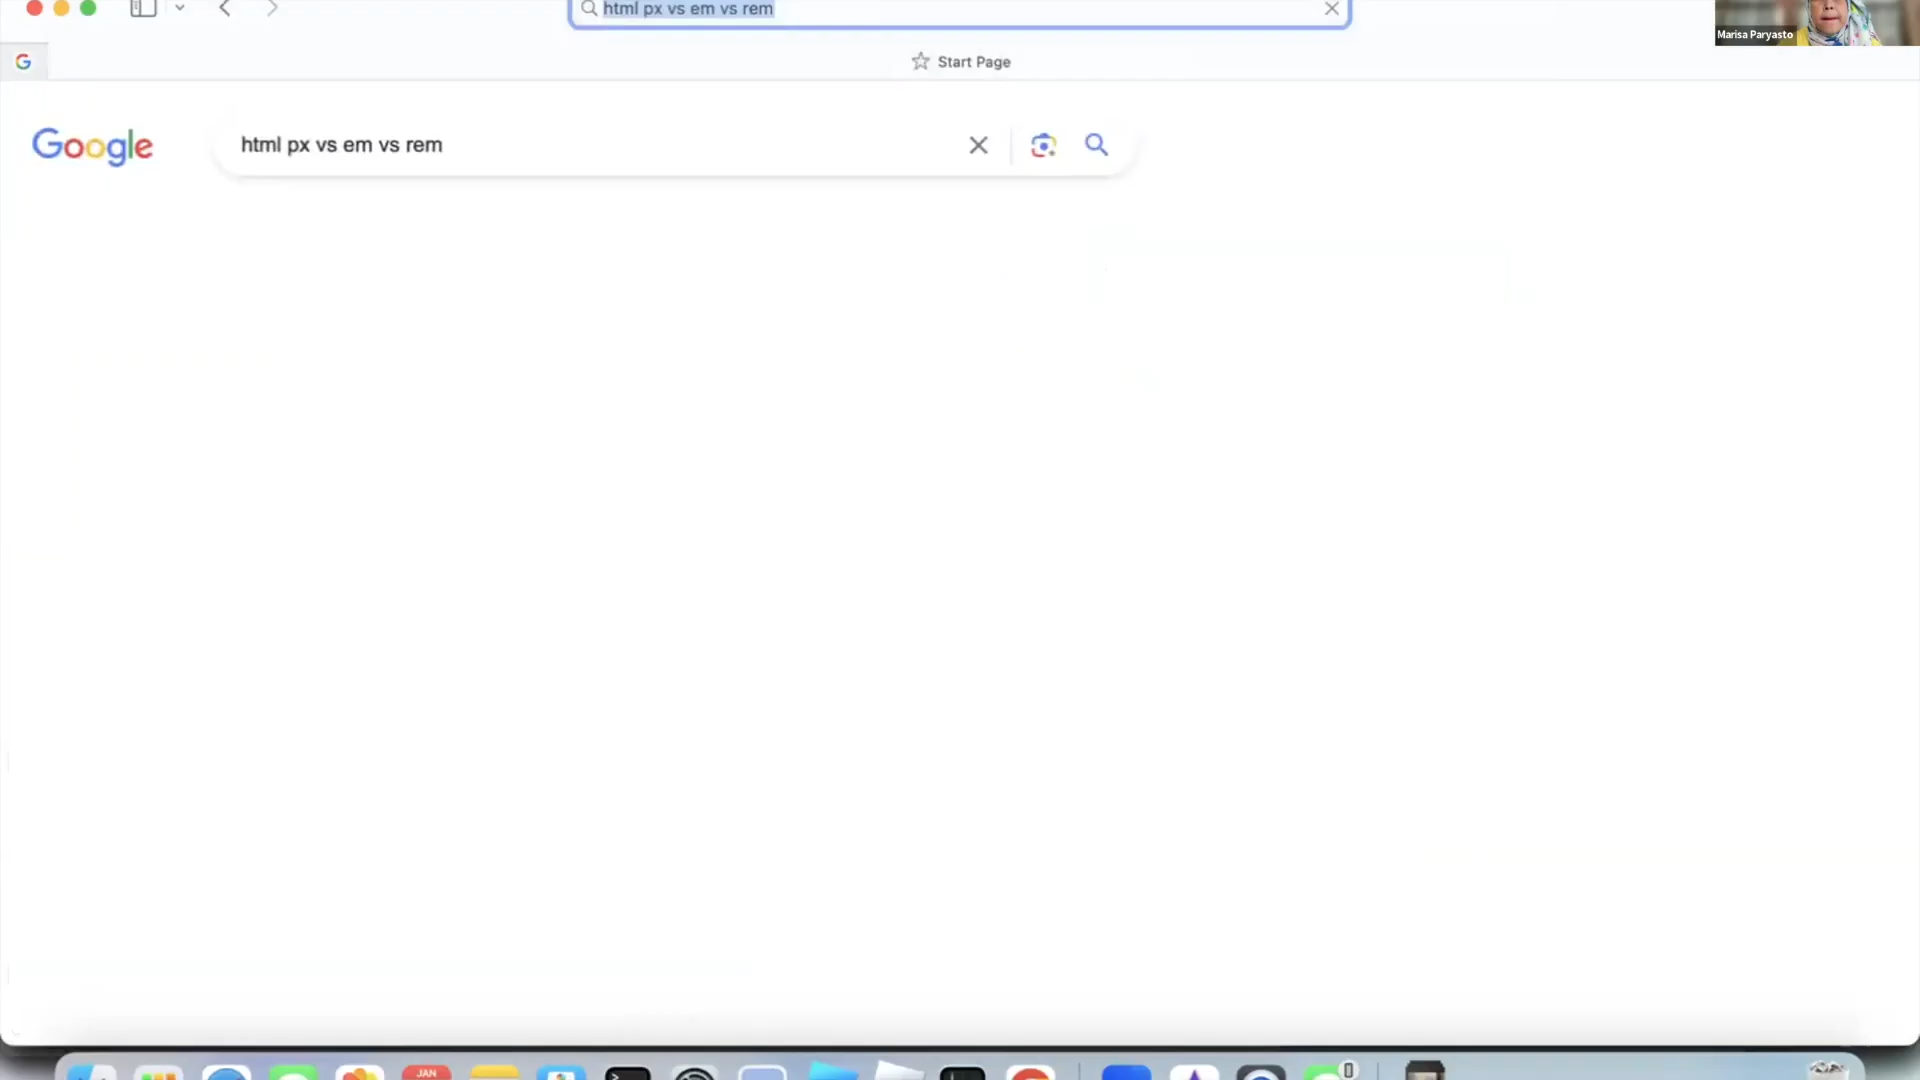 html px vs em vs rem
Marisa Paryasto
Start Page
Google
html px vs em vs rem
JAN